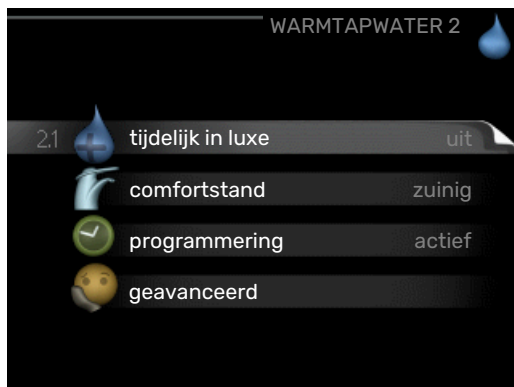 WARMTAPWATER 2
2.1 tijdelijk in luxe uit
comfortstand zuinig
programmering actief
geavanceerd